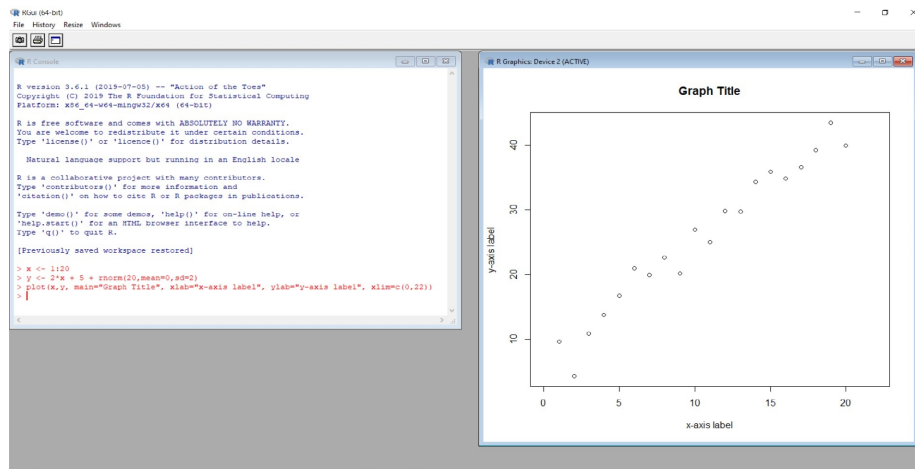 RGui (64-bit)
File History Resize Windows
R Console
R version 3.6.1 (2019-07-05) -- "Action of the Toes"
Copyright (C) 2019 The R Foundation for Statistical Computing
Platform: x86_64-w64-mingw32/x64 (64-bit)
R is free software and comes with ABSOLUTELY NO WARRANTY.
You are welcome to redistribute it under certain conditions.
Type 'license()' or 'licence()' for distribution details.
Natural language support but running in an English locale
R is a collaborative project with many contributors.
Type 'contributors()' for more information and
'citation()' on how to cite R or R packages in publications.
Type 'demo()' for some demos, 'help()' for on-line help, or
'help.start()' for an HTML browser interface to help.
Type 'q()' to quit R.
[Previously saved workspace restored]
> x <- 1:20
> y <- 2*x + 5 + rnorm(20,mean=0,sd=2)
> plot(x,y, main="Graph Title", xlab="x-axis label", ylab="y-axis label", xlim=c(0,22))
>
R Graphics: Device 2 (ACTIVE)
Graph Title
y-axis label
40
30
20
10
0 5 10 15 20
x-axis label